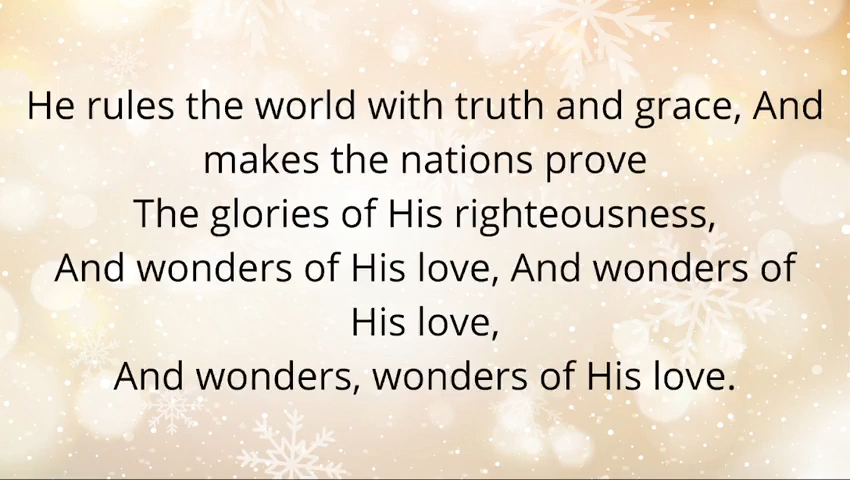 He rules the world with truth and grace, And
makes the nations prove
The glories of His righteousness,
And wonders of His love, And wonders of
His love,
And wonders, wonders of His love.